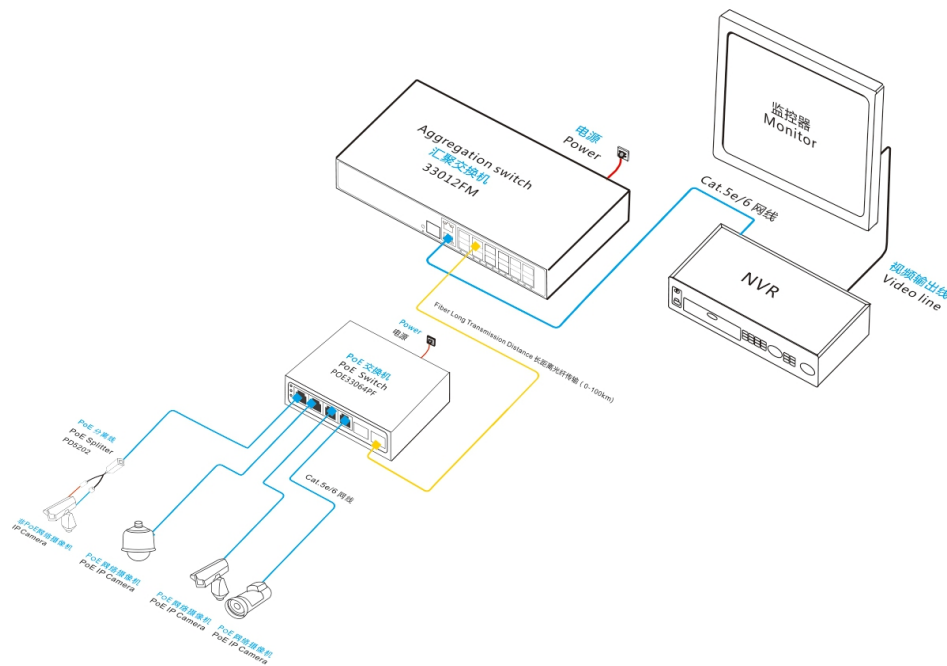 监控器
Monitor
电源
Power
Aggregation switch
汇聚交换机
33012FM
Cat.5e/6 网线
NVR
视频输出线
Video line
Fiber Long Transmission Distance 长距离光纤传输 ( 0-100km)
Power
电源
PoE 交换机
PoE Switch
POE33064PF
PoE 分离线
PoE Splitter
PD5202
Cat.5e/6 网线
非PoE网络摄像机
IP Camera
PoE 网络摄像机
PoE IP Camera
PoE 网络摄像机
PoE IP Camera
PoE 网络摄像机
PoE IP Camera